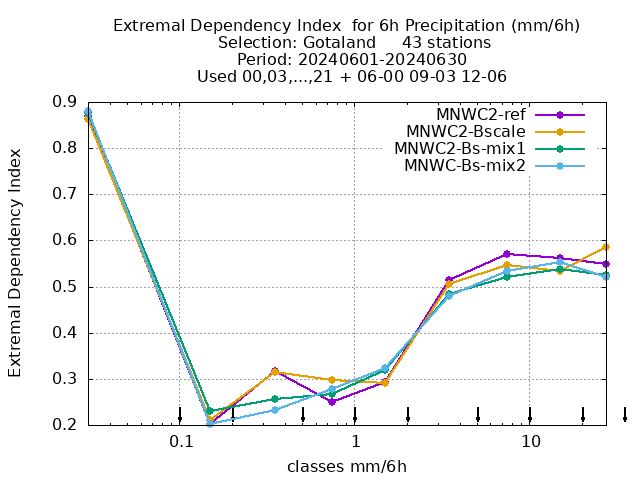 Extremal Dependency Index  for 6h Precipitation (mm/6h)
Selection: Gotaland     43 stations
Period: 20240601-20240630
Used 00,03,...,21 + 06-00 09-03 12-06
MNWC2-ref
MNWC2-Bscale
MNWC2-Bs-mix1
MNWC-Bs-mix2
Extremal Dependency Index
0.9
0.8
0.7
0.6
0.5
0.4
0.3
0.2
0.1
1
10
classes mm/6h